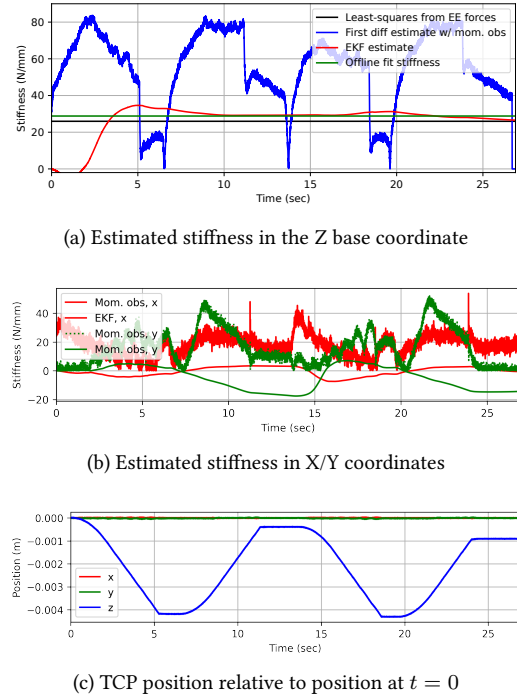 Least-squares from EE forces
First diff estimate w/ mom. obs
EKF estimate
Offline fit stiffness
Stiffness (N/mm)
80
60
40
20
0
0
5
10
15
20
25
Time (sec)
(a) Estimated stiffness in the Z base coordinate
Mom. obs, x
EKF, x
Mom. obs, y
Mom. obs, y
Stiffness (N/mm)
40
20
0
−20
0
5
10
15
20
25
Time (sec)
(b) Estimated stiffness in X/Y coordinates
Position (m)
0.000
−0.001
−0.002
−0.003
−0.004
x
y
z
0
5
10
15
20
25
Time (sec)
(c) TCP position relative to position at t = 0